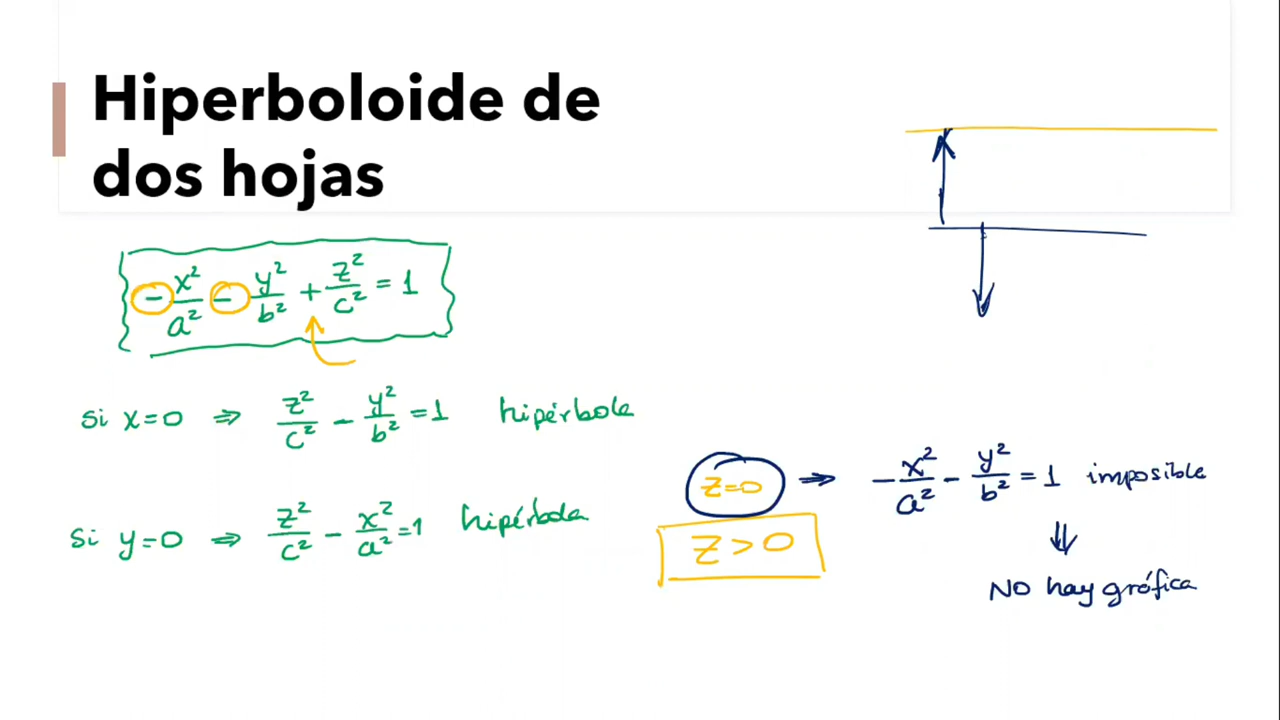 Hiperboloide de
dos hojas
- x²/a² - y²/b² + z²/c² = 1
Si x=0 ⇒ z²/c² - y²/b² = 1 hipérbola
Si y=0 ⇒ z²/c² - x²/a² = 1 hipérbola
z=0 ⇒ - x²/a² - y²/b² = 1 imposible
⇓
z > 0
No hay gráfica